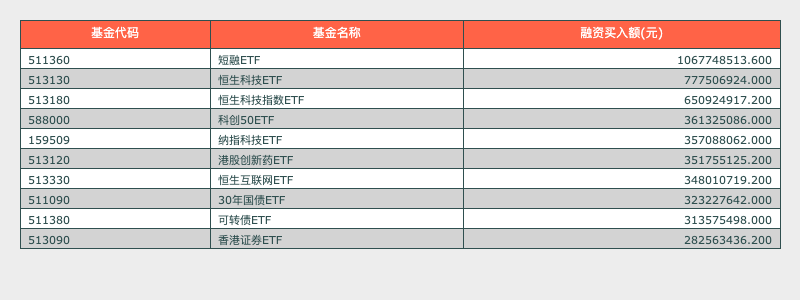 基金代码 基金名称 融资买入额(元)
511360 短融ETF 1067748513.600
513130 恒生科技ETF 777506924.000
513180 恒生科技指数ETF 650924917.200
588000 科创50ETF 361325086.000
159509 纳指科技ETF 357088062.000
513120 港股创新药ETF 351755125.200
513330 恒生互联网ETF 348010719.200
511090 30年国债ETF 323227642.000
511380 可转债ETF 313575498.000
513090 香港证券ETF 282563436.200